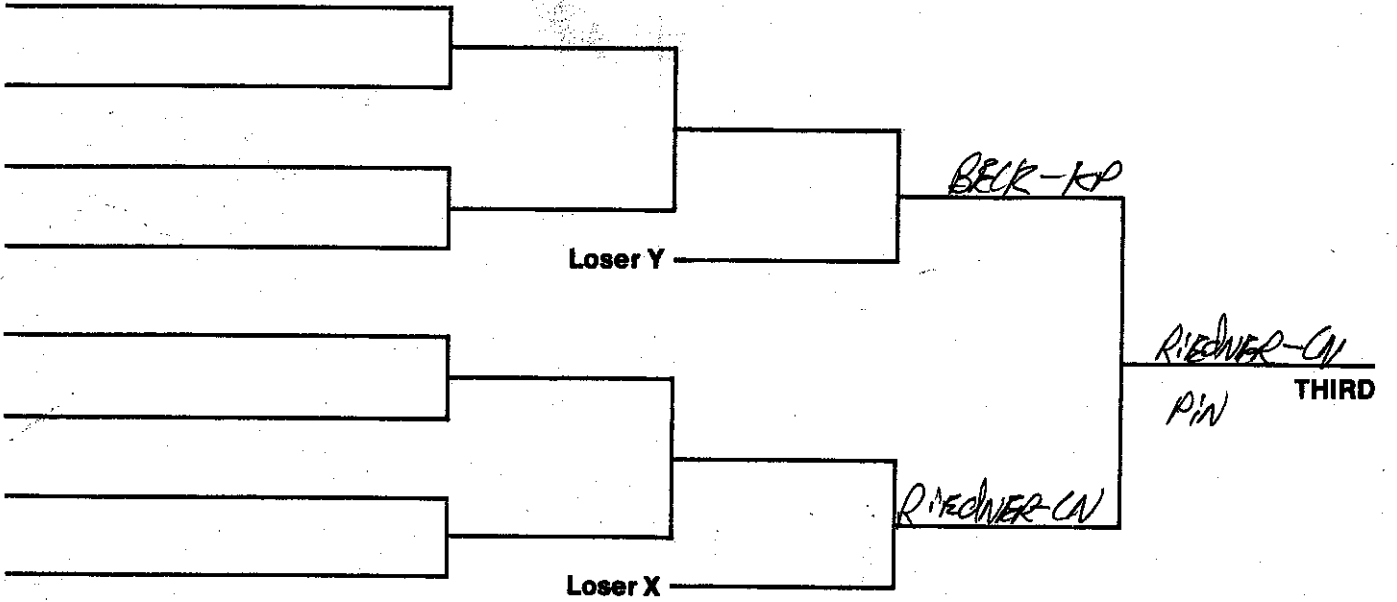 BECK-KP
Loser Y
RiEdNER-CN
THIRD
PiN
RiEdNER-CN
Loser X